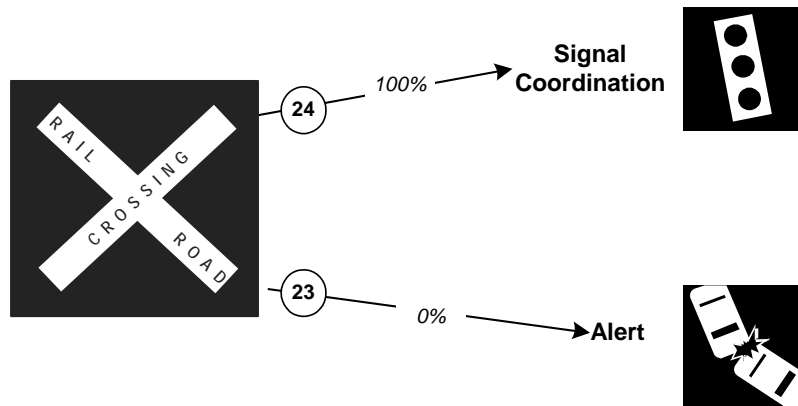 RAIL
CROSSING
ROAD
24
100%
Signal
Coordination
23
0%
Alert